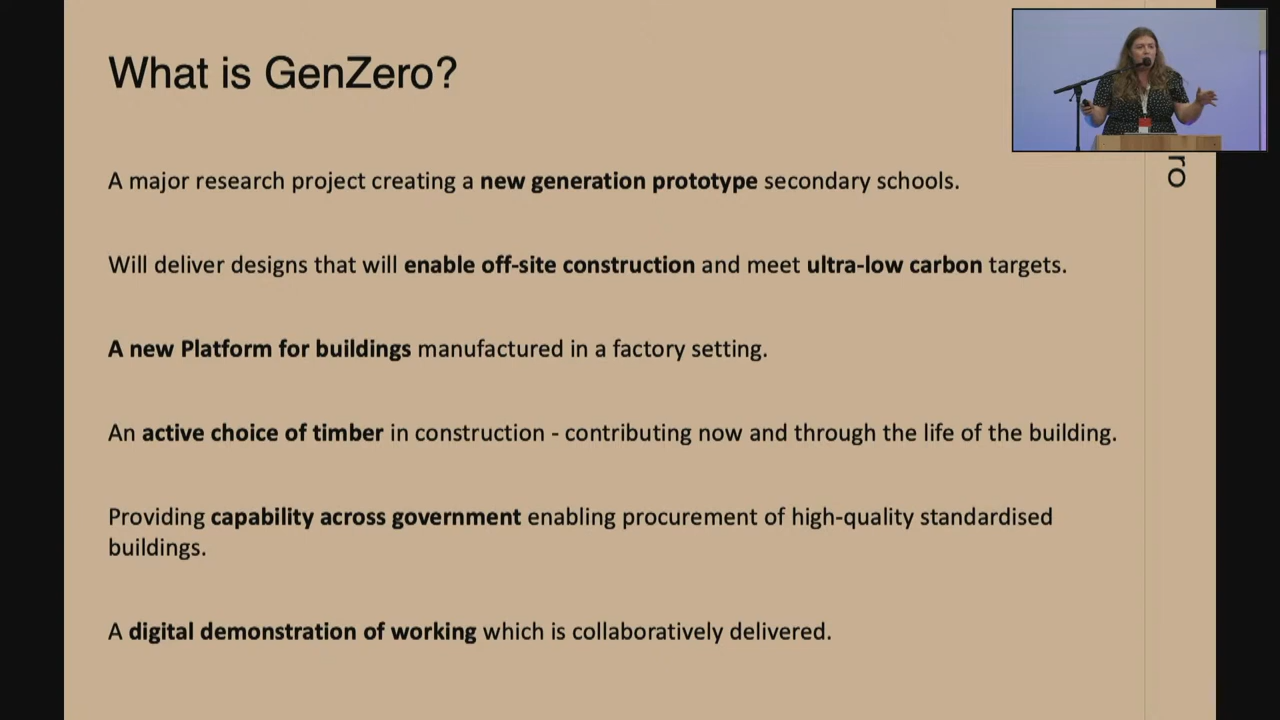 What is GenZero?
A major research project creating a new generation prototype secondary schools.
Will deliver designs that will enable off-site construction and meet ultra-low carbon targets.
A new Platform for buildings manufactured in a factory setting.
An active choice of timber in construction - contributing now and through the life of the building.
Providing capability across government enabling procurement of high-quality standardised
buildings.
A digital demonstration of working which is collaboratively delivered.
ro